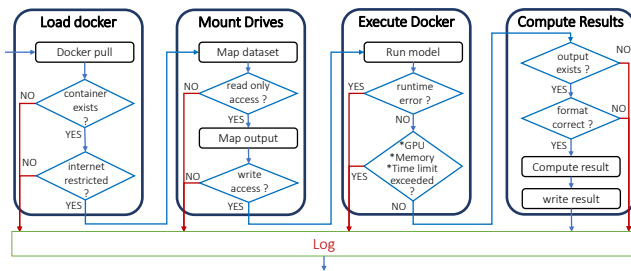 Load docker
Docker pull
NO
container
exists
?
YES
NO
internet
restricted
?
YES
Mount Drives
Map dataset
NO
read only
access ?
YES
Map output
NO
write
access ?
YES
Execute Docker
Run model
YES
runtime
error ?
NO
*GPU
*Memory
*Time limit
exceeded
?
YES
NO
Compute Results
output
exists ?
NO
YES
format
correct ?
NO
YES
Compute result
write result
Log